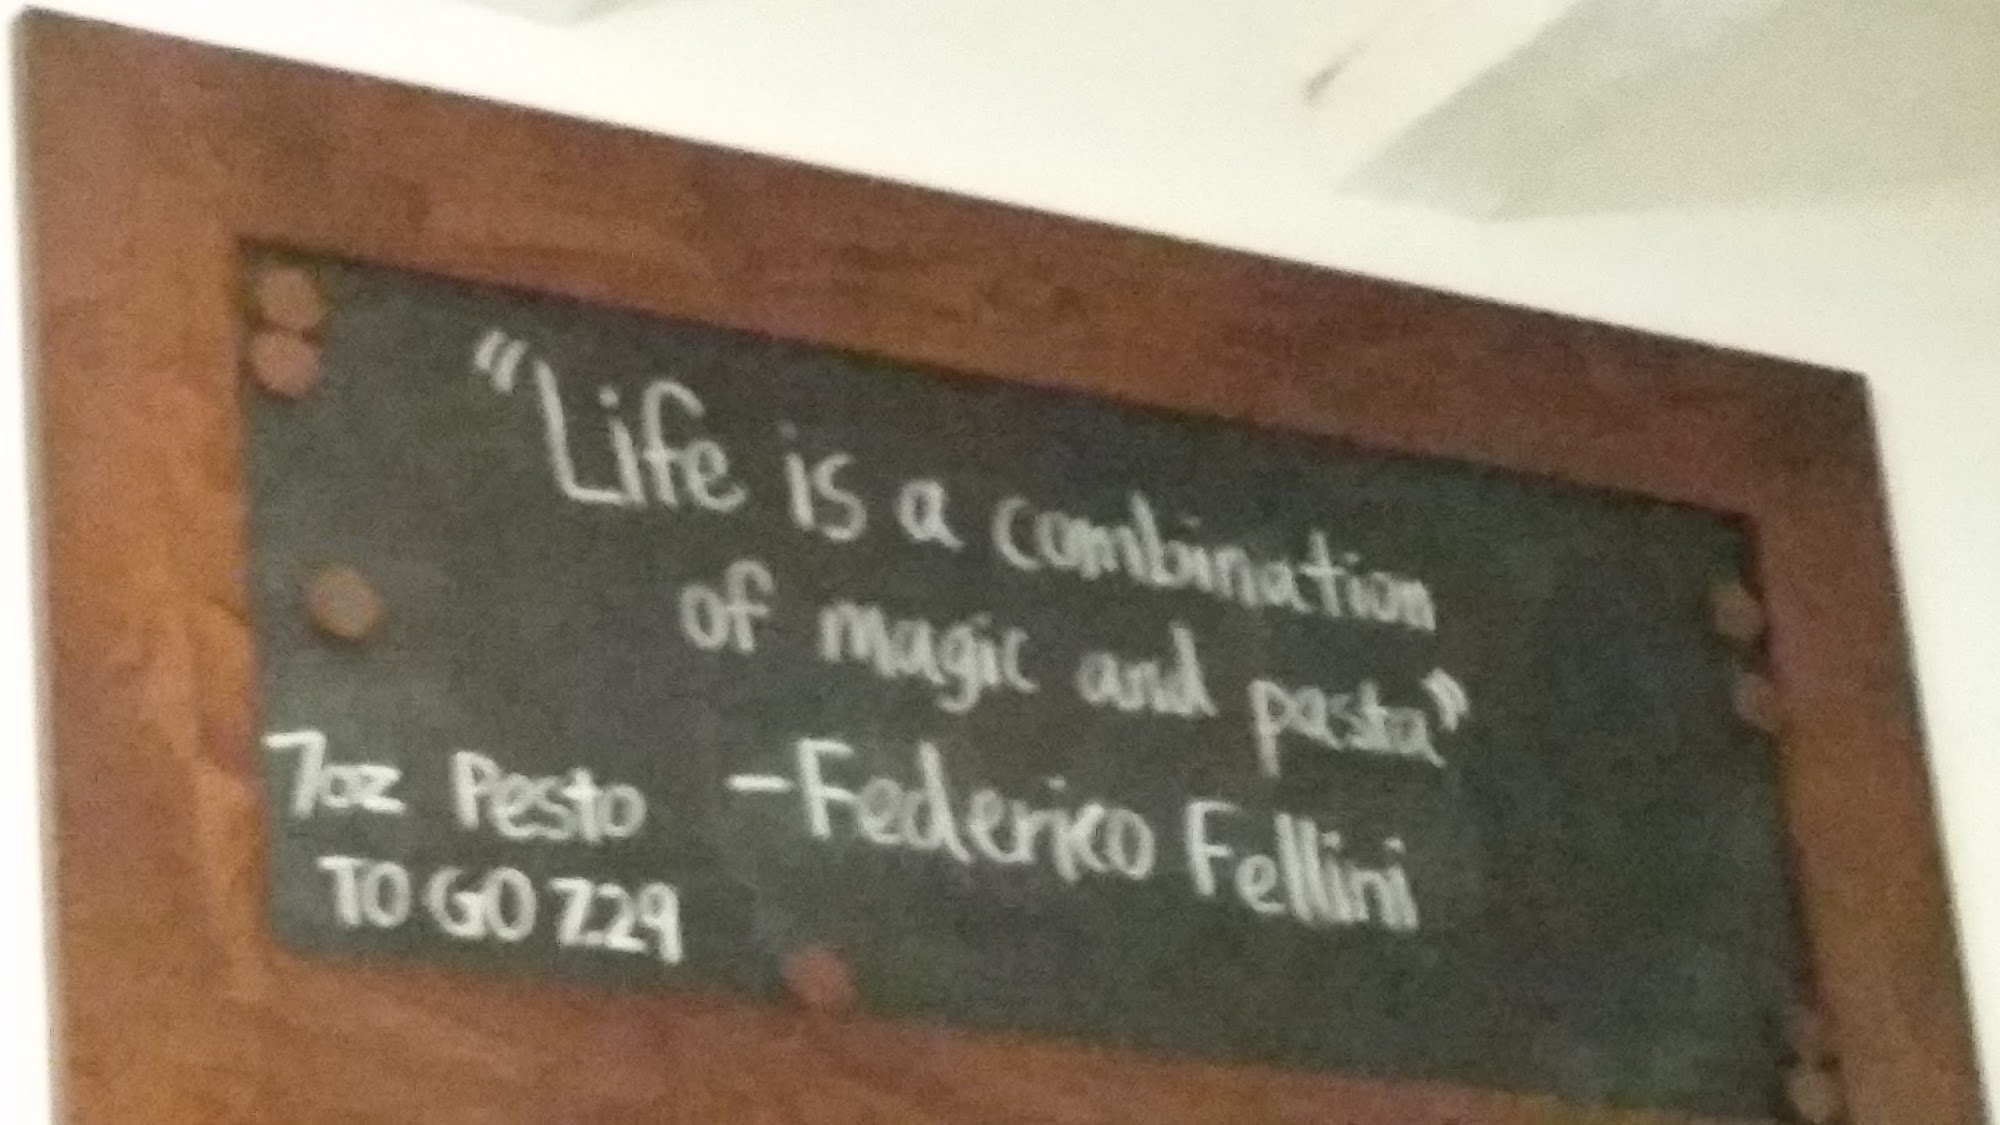 “Life is a combination
of magic and pasta”
–Federico Fellini
7oz Pesto
TO GO 7.29